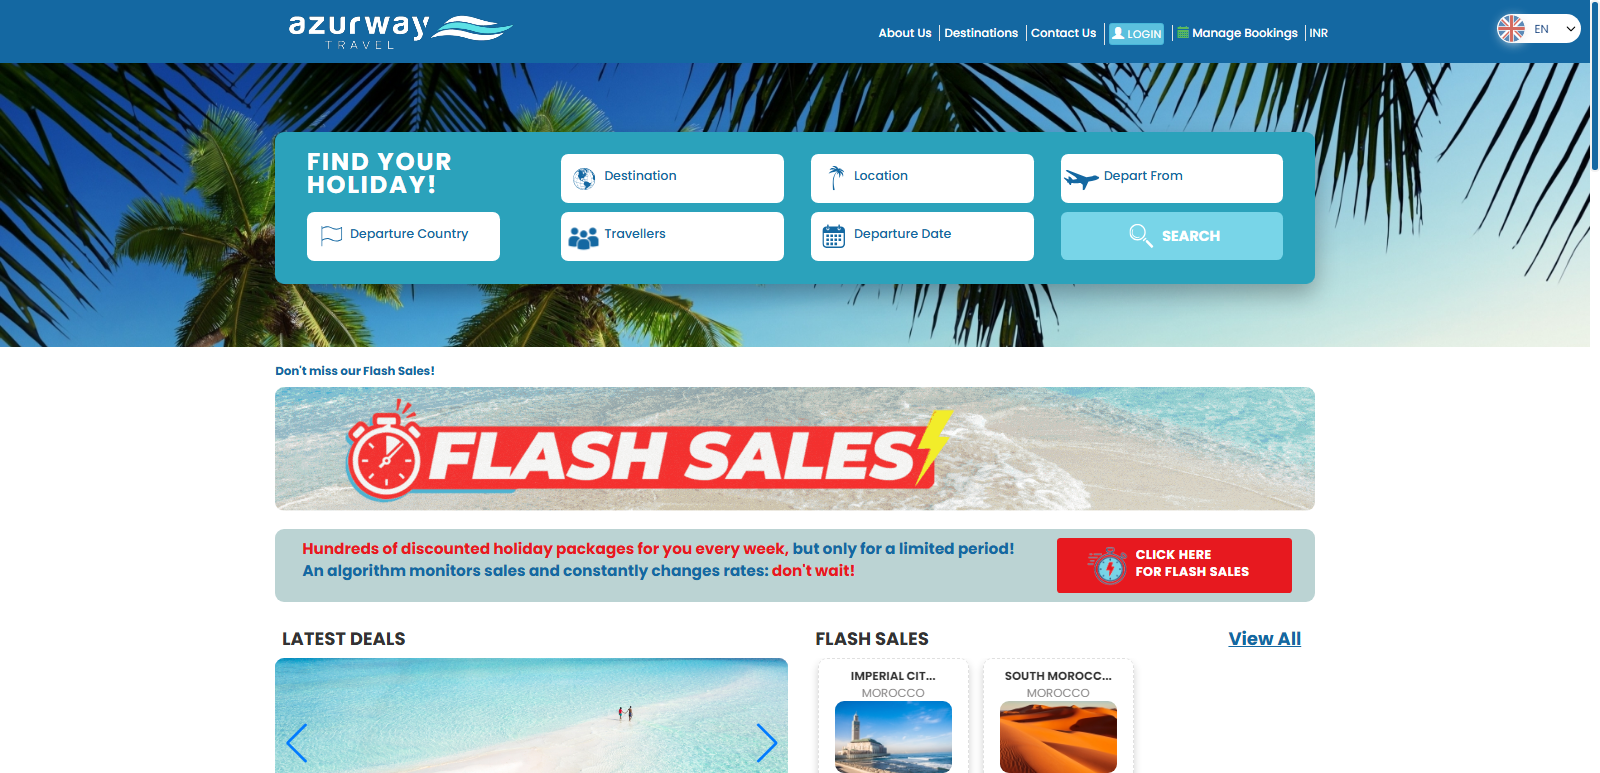 azurway
TRAVEL
About Us
Destinations
Contact Us
LOGIN
Manage Bookings
INR
EN
FIND YOUR
HOLIDAY!
Destination
Location
Depart From
Departure Country
Travellers
Departure Date
SEARCH
Don't miss our Flash Sales!
FLASH SALES
Hundreds of discounted holiday packages for you every week, but only for a limited period!
An algorithm monitors sales and constantly changes rates: don't wait!
CLICK HERE
FOR FLASH SALES
LATEST DEALS
FLASH SALES
View All
IMPERIAL CIT...
MOROCCO
SOUTH MOROCC...
MOROCCO